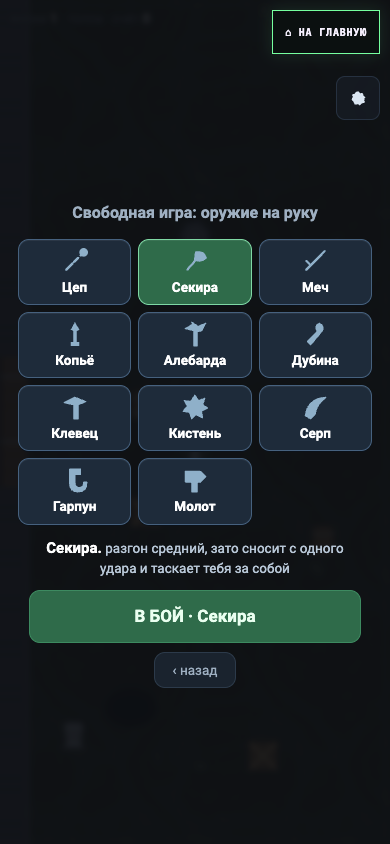 ⌂ НА ГЛАВНУЮ
Свободная игра: оружие на руку
Цеп
Секира
Меч
Копьё
Алебарда
Дубина
Клевец
Кистень
Серп
Гарпун
Молот
Секира. разгон средний, зато сносит с одного
удара и таскает тебя за собой
В БОЙ · Секира
‹ назад